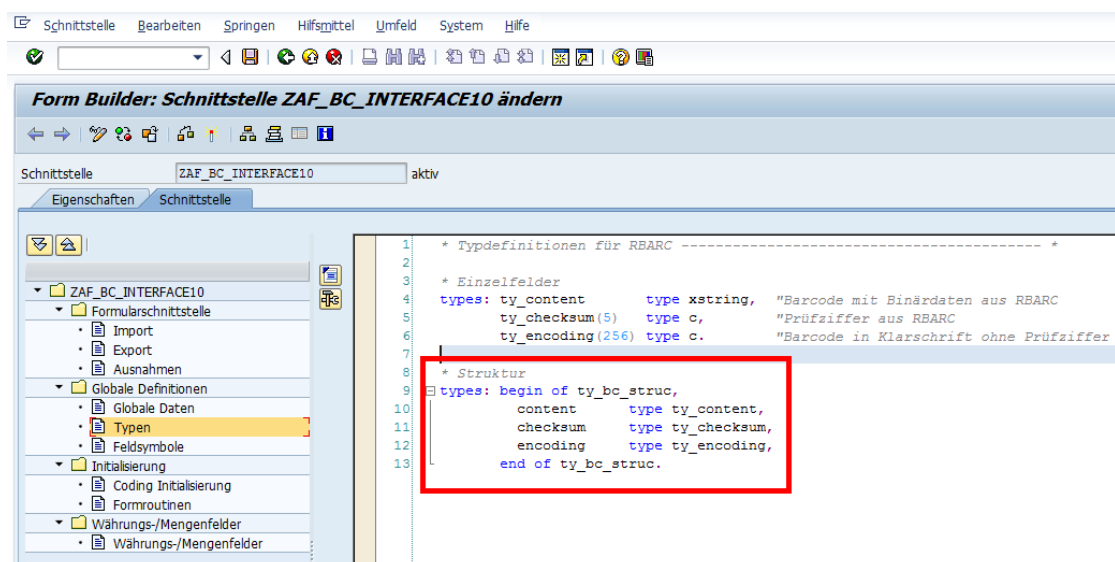 Schnittstelle Bearbeiten Springen Hilfsmittel Umfeld System Hilfe
Form Builder: Schnittstelle ZAF_BC_INTERFACE10 ändern
Schnittstelle ZAF_BC_INTERFACE10 aktiv
Eigenschaften Schnittstelle
ZAF_BC_INTERFACE10
Formularschnittstelle
Import
Export
Ausnahmen
Globale Definitionen
Globale Daten
Typen
Feldsymbole
Initialisierung
Coding Initialisierung
Formroutinen
Währungs-/Mengenfelder
Währungs-/Mengenfelder
1 * Typdefinitionen für RBARC ------------------------------------------ *
2
3 * Einzelfelder
4 types: ty_content type xstring, "Barcode mit Binärdaten aus RBARC
5 ty_checksum(5) type c, "Prüfziffer aus RBARC
6 ty_encoding(256) type c. "Barcode in Klarschrift ohne Prüfziffer
7
8 * Struktur
9 types: begin of ty_bc_struc,
10 content type ty_content,
11 checksum type ty_checksum,
12 encoding type ty_encoding,
13 end of ty_bc_struc.